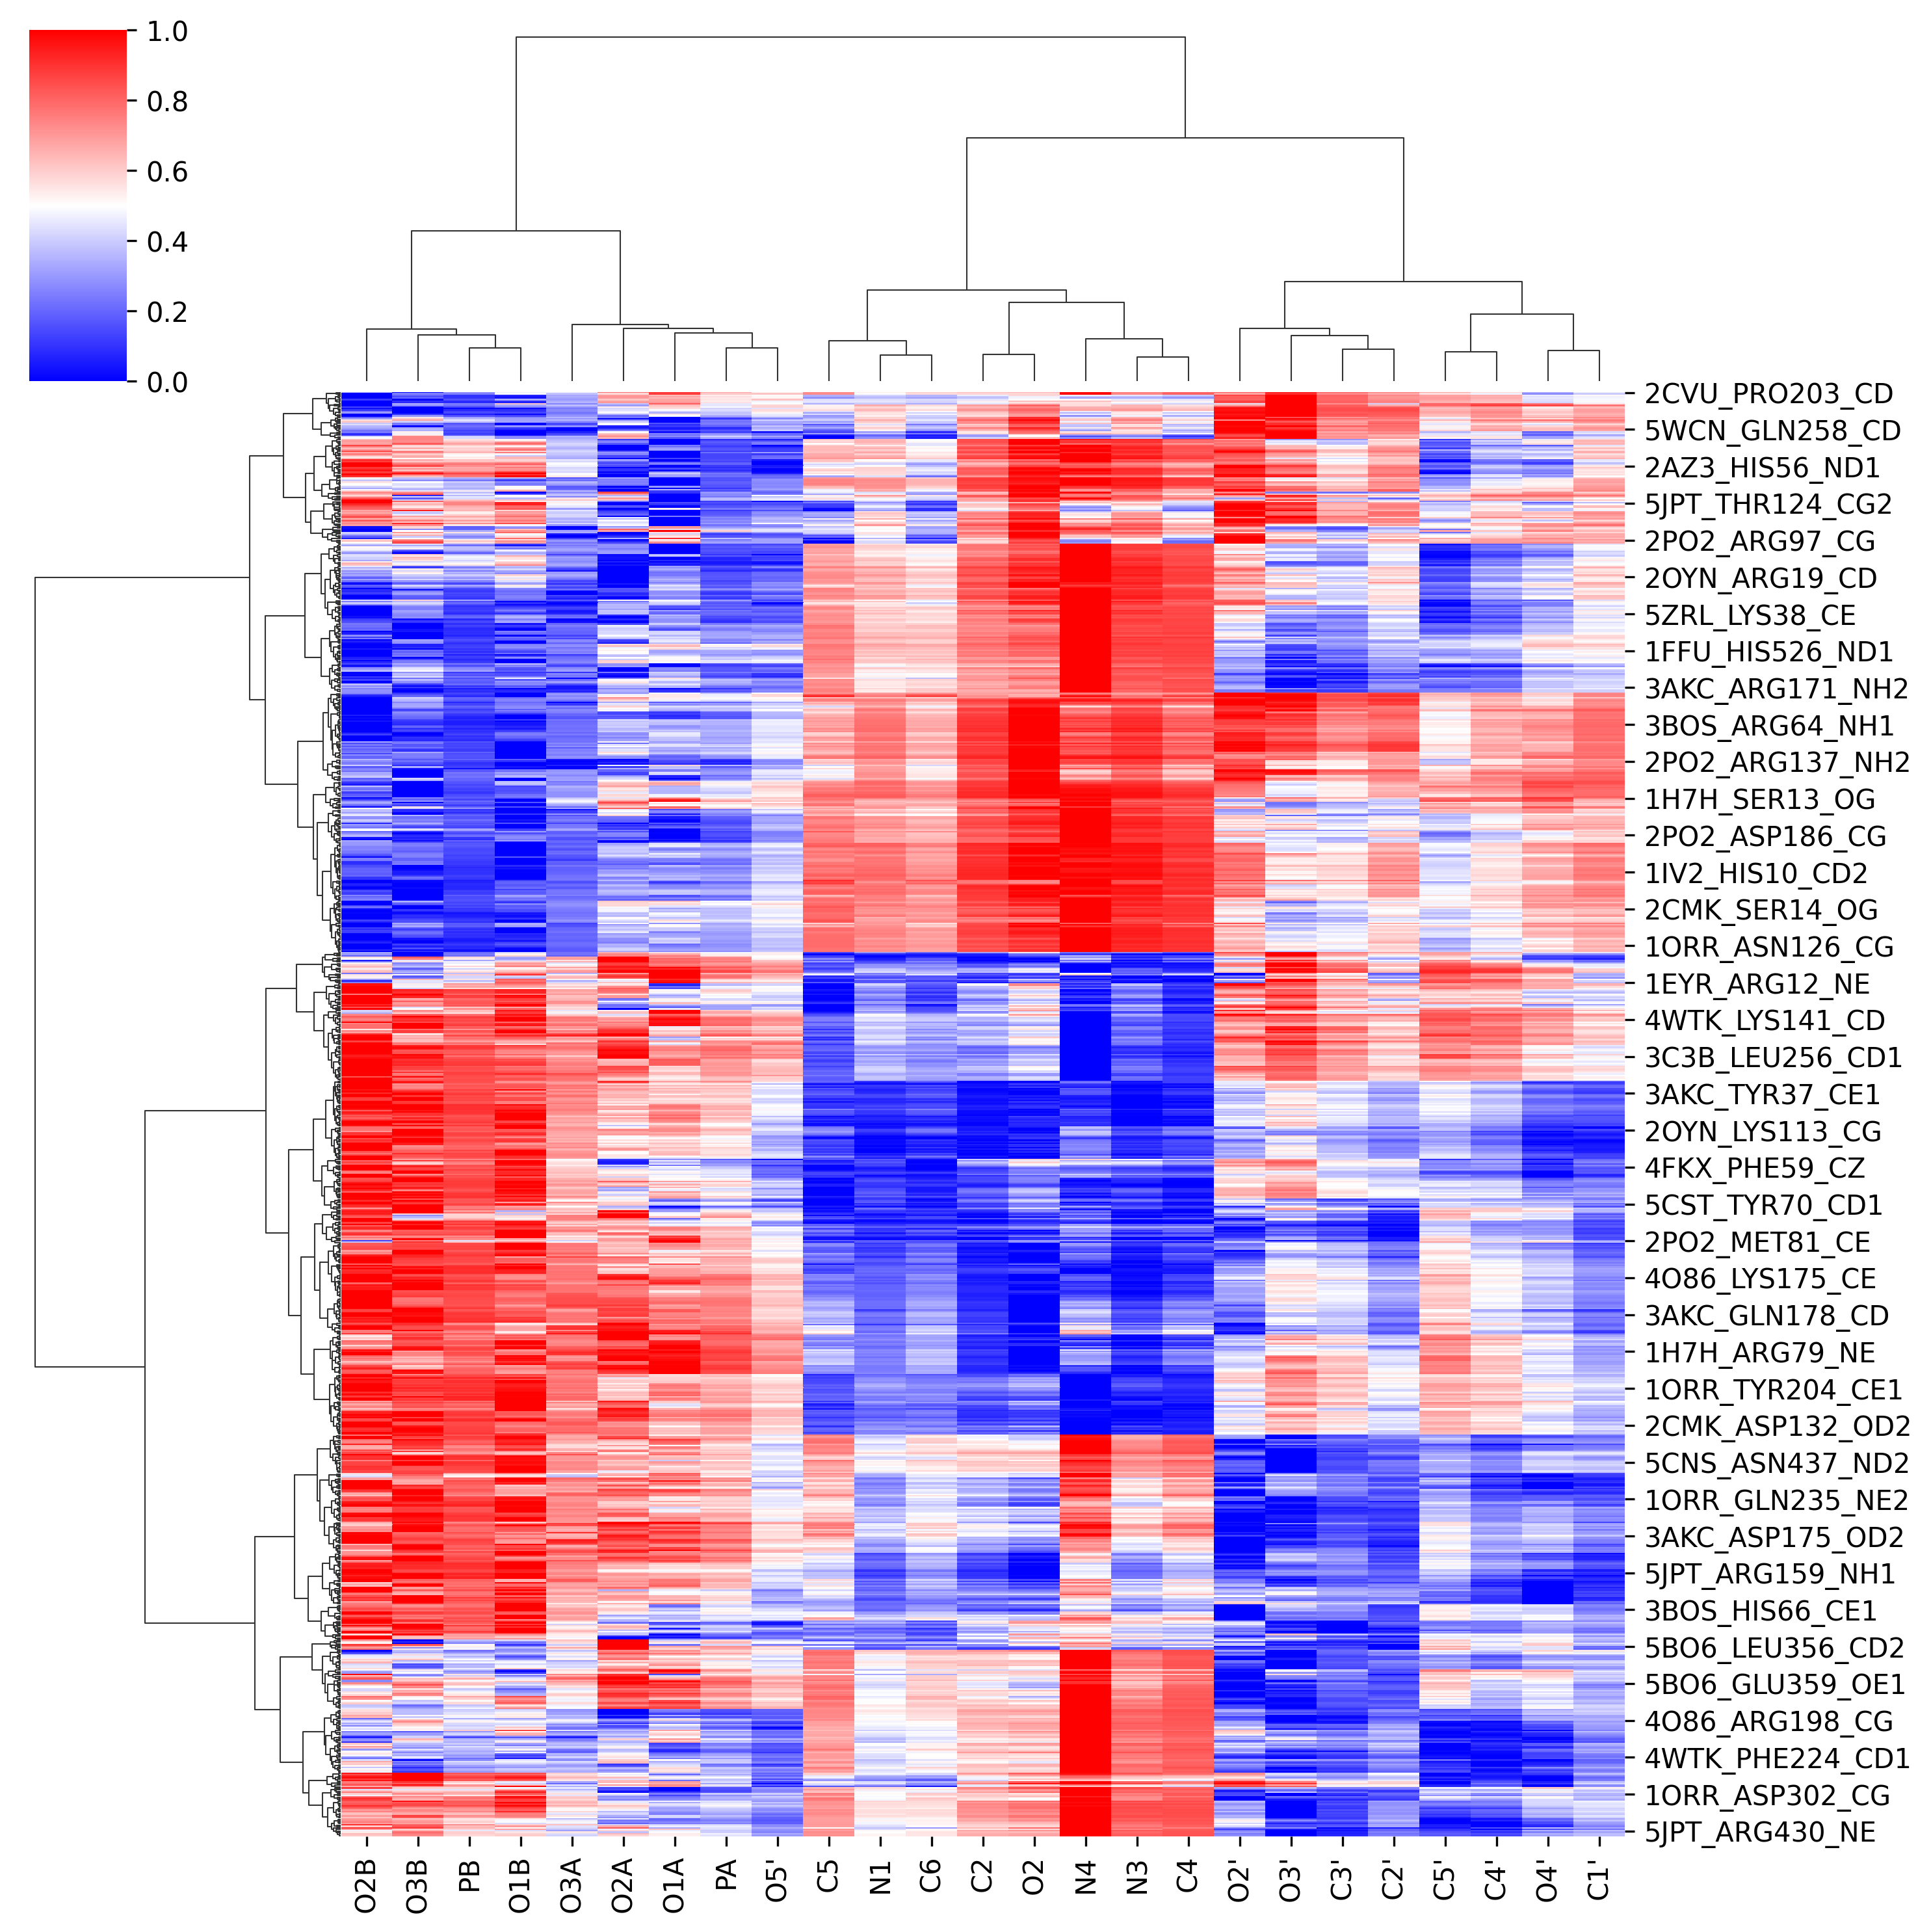 1.0
0.8
0.6
0.4
0.2
0.0
2CVU_PRO203_CD
5WCN_GLN258_CD
2AZ3_HIS56_ND1
5JPT_THR124_CG2
2PO2_ARG97_CG
2OYN_ARG19_CD
5ZRL_LYS38_CE
1FFU_HIS526_ND1
3AKC_ARG171_NH2
3BOS_ARG64_NH1
2PO2_ARG137_NH2
1H7H_SER13_OG
2PO2_ASP186_CG
1IV2_HIS10_CD2
2CMK_SER14_OG
1ORR_ASN126_CG
1EYR_ARG12_NE
4WTK_LYS141_CD
3C3B_LEU256_CD1
3AKC_TYR37_CE1
2OYN_LYS113_CG
4FKX_PHE59_CZ
5CST_TYR70_CD1
2PO2_MET81_CE
4O86_LYS175_CE
3AKC_GLN178_CD
1H7H_ARG79_NE
1ORR_TYR204_CE1
2CMK_ASP132_OD2
5CNS_ASN437_ND2
1ORR_GLN235_NE2
3AKC_ASP175_OD2
5JPT_ARG159_NH1
3BOS_HIS66_CE1
5BO6_LEU356_CD2
5BO6_GLU359_OE1
4O86_ARG198_CG
4WTK_PHE224_CD1
1ORR_ASP302_CG
5JPT_ARG430_NE
O2B
O3B
PB
O1B
O3A
O2A
O1A
PA
O5'
C5
N1
C6
C2
O2
N4
N3
C4
O2'
O3'
C3'
C2'
C5'
C4'
O4'
C1'